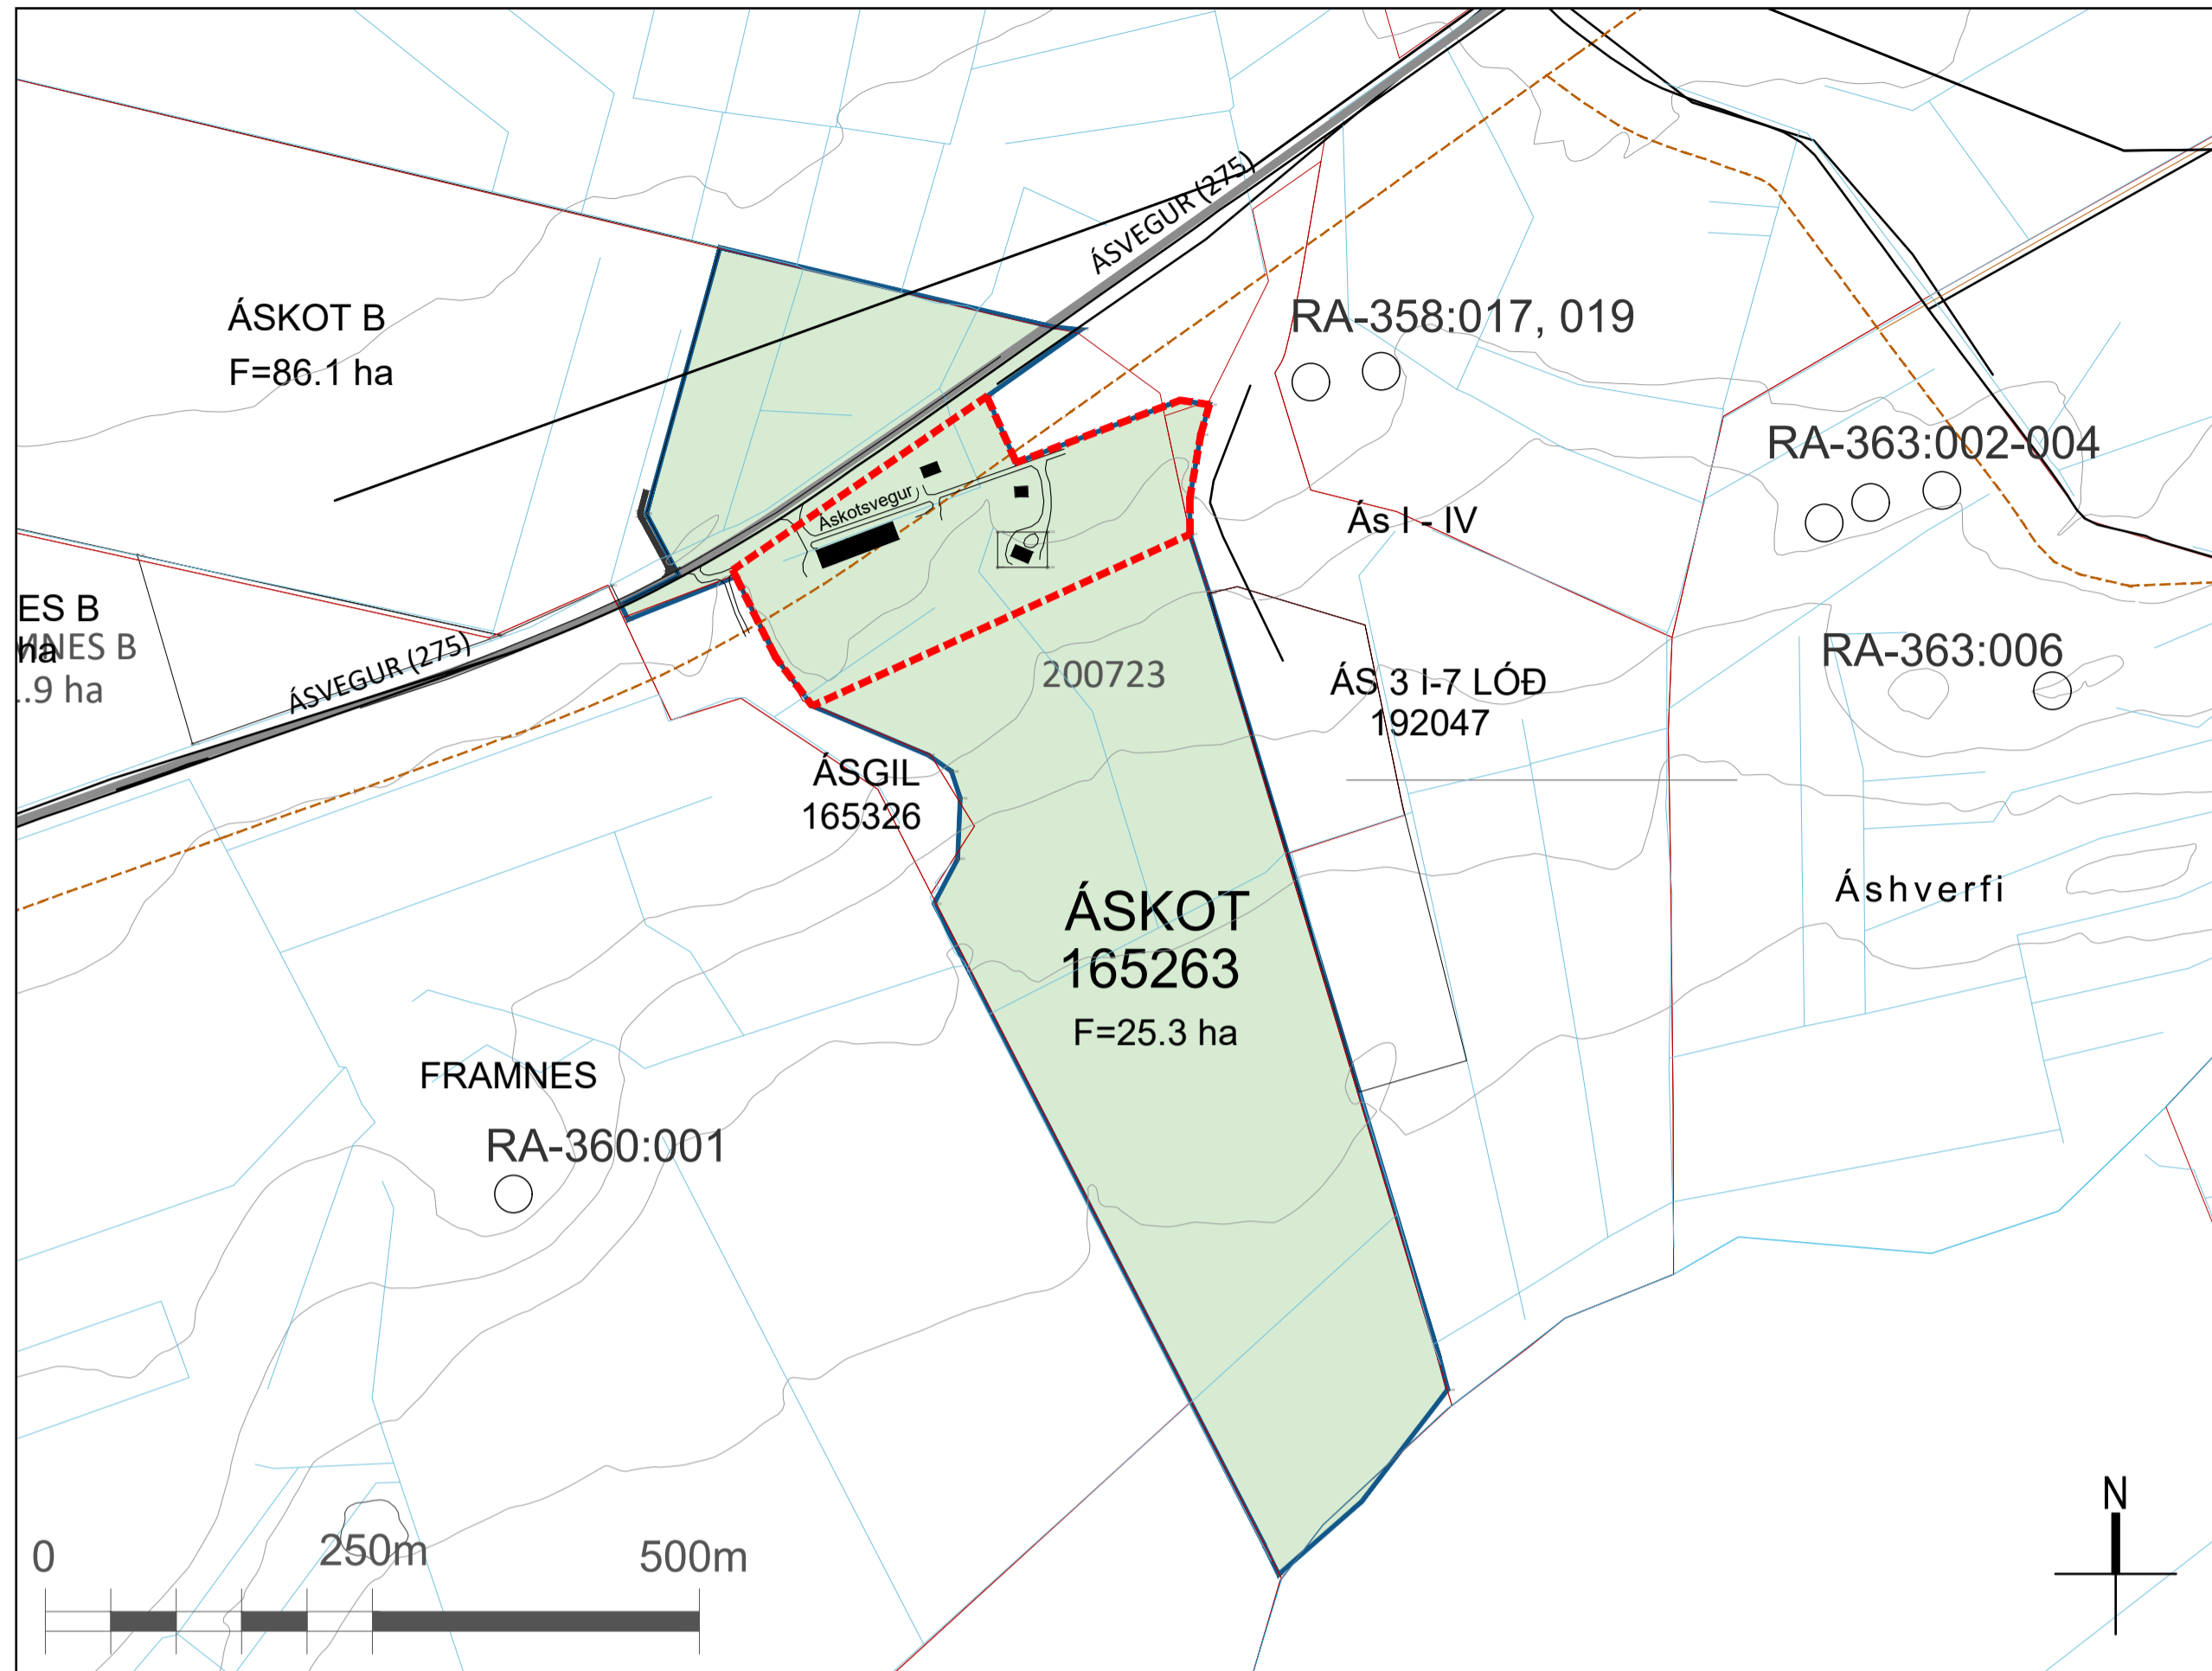 ÁSVEGUR (275)
ÁSKOT B
F=86.1 ha
RA-358:017, 019
RA-363:002-004
Áskotsvegur
Ás I - IV
ES B
ha
MNES B
.9 ha
ÁSVEGUR (275)
200723
RA-363:006
ÁS 3 I-7 LÓÐ
192047
ÁSGIL
165326
ÁSKOT
165263
F=25.3 ha
Áshverfi
FRAMNES
RA-360:001
N
0 250m 500m